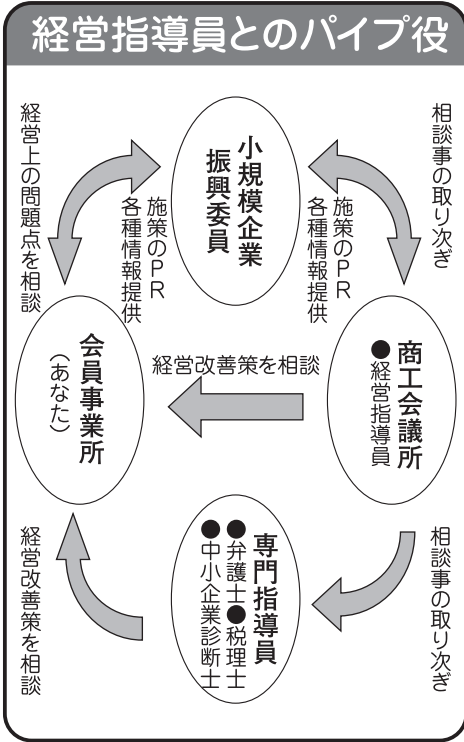 経営指導員とのパイプ役
小規模企業
振興委員
相談事の取り次ぎ
施策のPR
各種情報提供
施策のPR
各種情報提供
経営上の問題点を相談
商工会議所
●経営指導員
経営改善策を相談
会員事業所
（あなた）
相談事の取り次ぎ
専門指導員
●弁護士●税理士
●中小企業診断士
経営改善策を相談